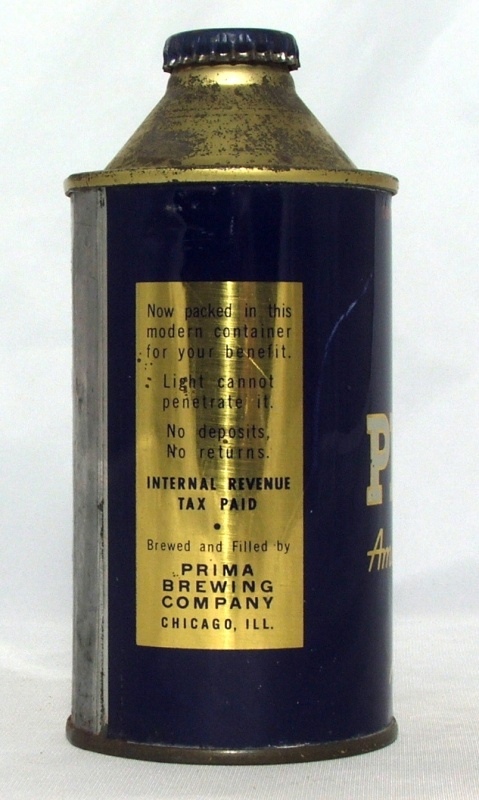 Now packed in this
modern container
for your benefit.
Light cannot
penetrate it.
No deposits,
No returns.
INTERNAL REVENUE
TAX PAID
•
Brewed and Filled by
PRIMA
BREWING
COMPANY
CHICAGO, ILL.
P
Am